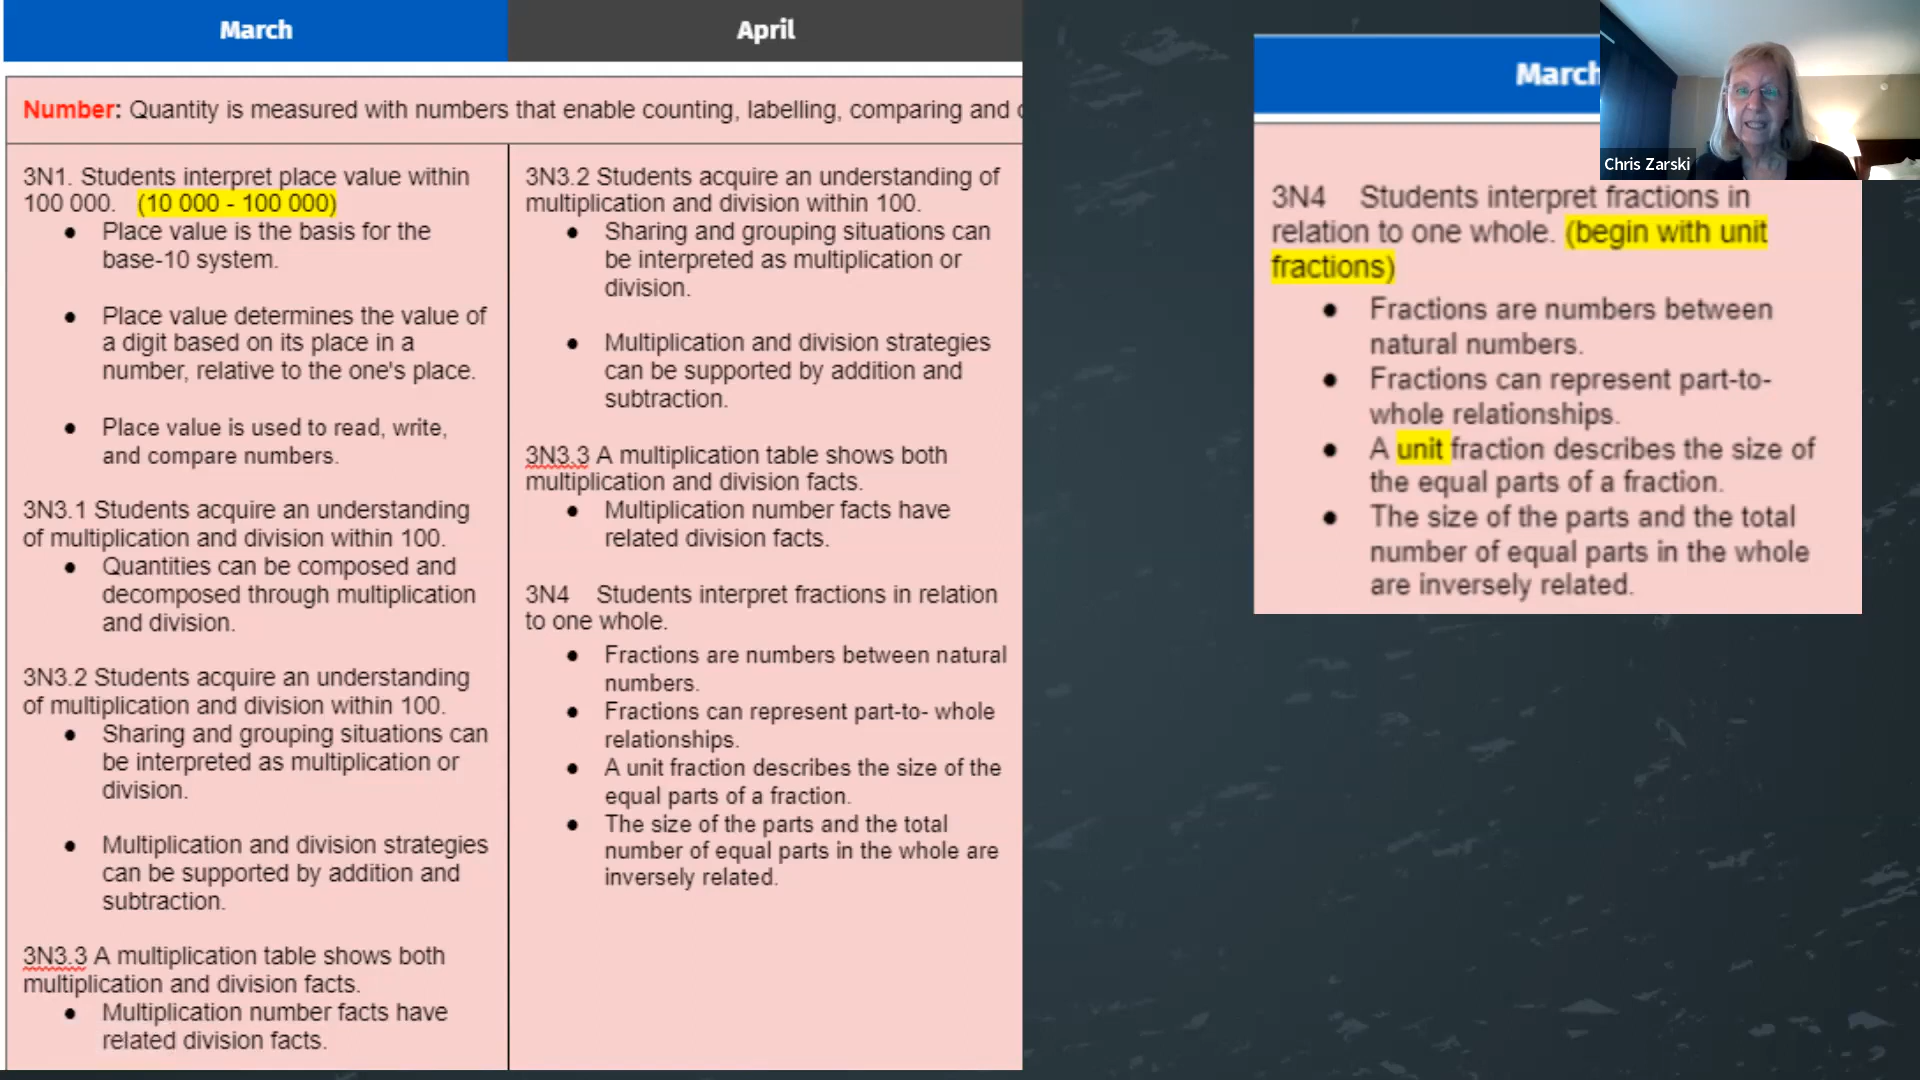 March
April
Number: Quantity is measured with numbers that enable counting, labelling, comparing and
3N1. Students interpret place value within
100 000. (10 000 - 100 000)
● Place value is the basis for the
base-10 system.
● Place value determines the value of
a digit based on its place in a
number, relative to the one's place.
● Place value is used to read, write,
and compare numbers.
3N3.1 Students acquire an understanding
of multiplication and division within 100.
● Quantities can be composed and
decomposed through multiplication
and division.
3N3.2 Students acquire an understanding
of multiplication and division within 100.
● Sharing and grouping situations can
be interpreted as multiplication or
division.
● Multiplication and division strategies
can be supported by addition and
subtraction.
3N3.3 A multiplication table shows both
multiplication and division facts.
● Multiplication number facts have
related division facts.
3N3.2 Students acquire an understanding of
multiplication and division within 100.
● Sharing and grouping situations can
be interpreted as multiplication or
division.
● Multiplication and division strategies
can be supported by addition and
subtraction.
3N3.3 A multiplication table shows both
multiplication and division facts.
● Multiplication number facts have
related division facts.
3N4 Students interpret fractions in relation
to one whole.
● Fractions are numbers between natural
numbers.
● Fractions can represent part-to- whole
relationships.
● A unit fraction describes the size of the
equal parts of a fraction.
● The size of the parts and the total
number of equal parts in the whole are
inversely related.
March
Chris Zarski
3N4 Students interpret fractions in
relation to one whole. (begin with unit
fractions)
● Fractions are numbers between
natural numbers.
● Fractions can represent part-to-
whole relationships.
● A unit fraction describes the size of
the equal parts of a fraction.
● The size of the parts and the total
number of equal parts in the whole
are inversely related.